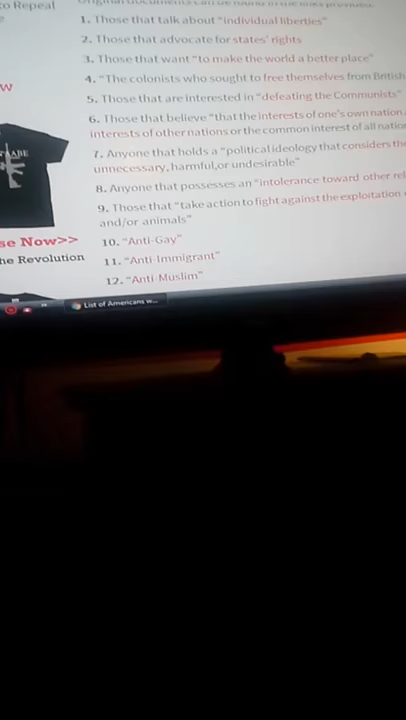 to Repeal
1. Those that talk about "individual liberties"
2. Those that advocate for states' rights
3. Those that want "to make the world a better place"
4. "The colonists who sought to free themselves from British
5. Those that are interested in "defeating the Communists"
6. Those that believe "that the interests of one's own nation
interests of other nations or the common interest of all natio
7. Anyone that holds a "political ideology that considers the
unnecessary, harmful,or undesirable"
8. Anyone that possesses an "intolerance toward other rel
9. Those that "take action to fight against the exploitation
and/or animals"
se Now>>
10. "Anti-Gay"
he Revolution
11. "Anti-Immigrant"
12. "Anti-Muslim"
List of Americans w...